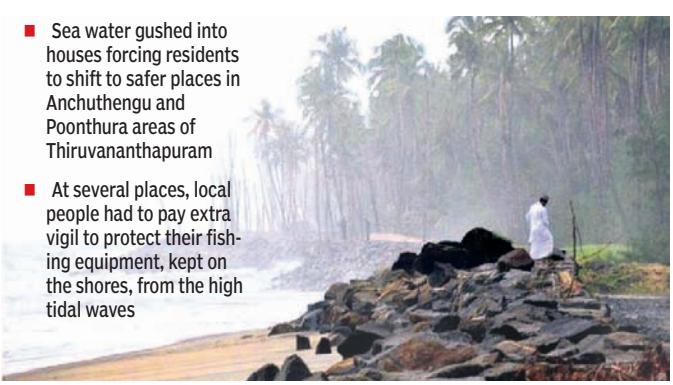 Sea water gushed into
houses forcing residents
to shift to safer places in
Anchuthengu and
Poonthura areas of
Thiruvananthapuram
At several places, local
people had to pay extra
vigil to protect their fish-
ing equipment, kept on
the shores, from the high
tidal waves